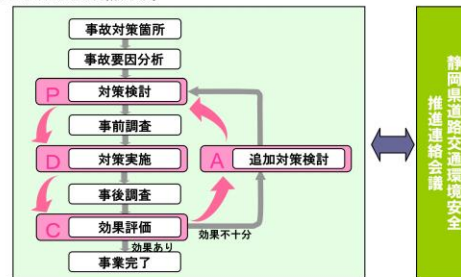 事故対策箇所
事故要因分析
P 対策検討
事前調査
D 対策実施
A 追加対策検討
事後調査
C 効果評価
効果あり
効果不十分
事業完了
静岡県道路交通環境安全
推進連絡会議